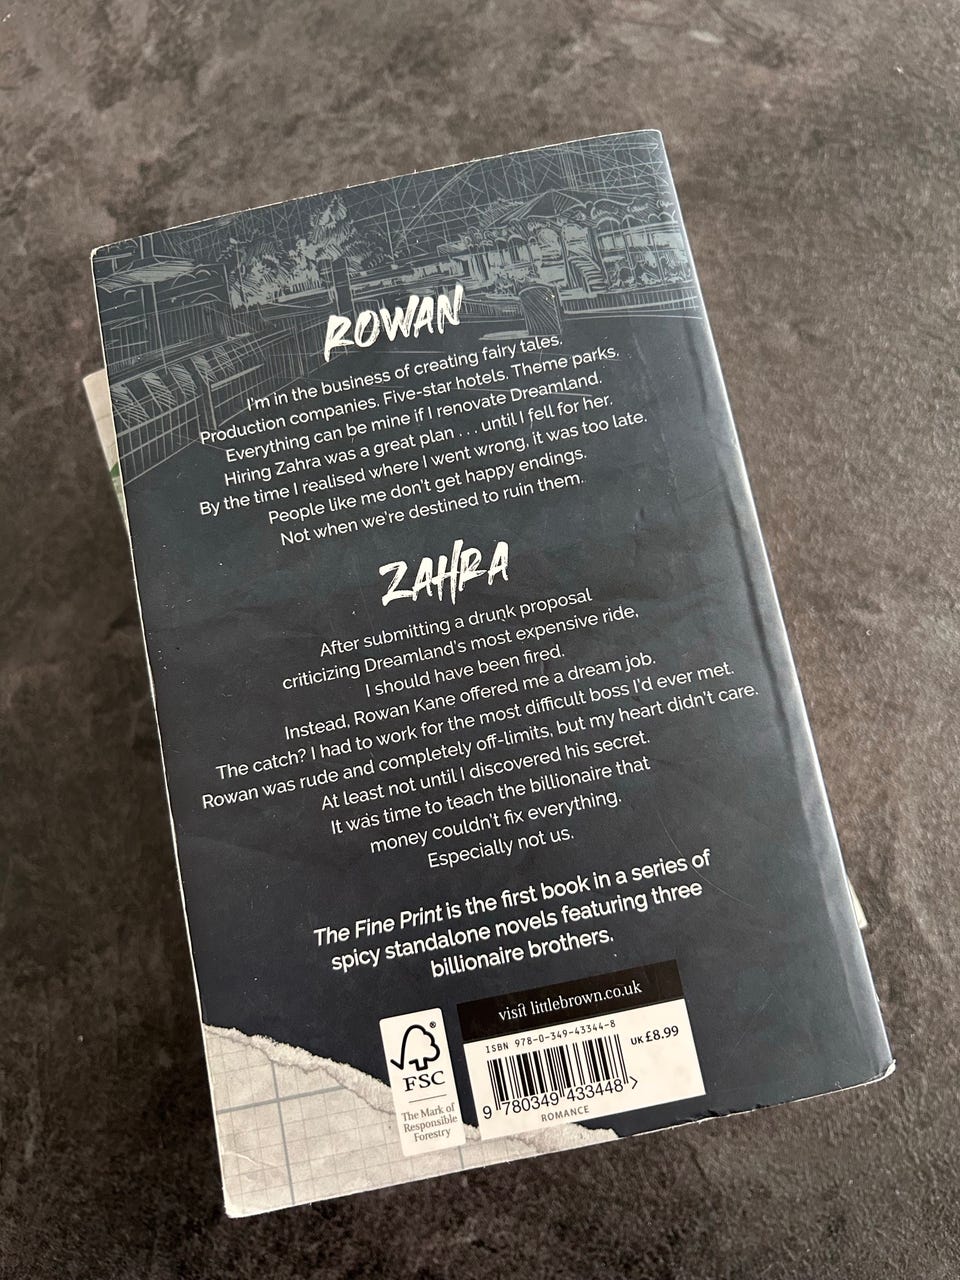 ROWAN
I'm in the business of creating fairy tales.
Production companies. Five-star hotels. Theme parks.
Everything can be mine if I renovate Dreamland.
Hiring Zahra was a great plan . . . until I fell for her.
By the time I realised where I went wrong, it was too late.
People like me don't get happy endings.
Not when we're destined to ruin them.
ZAHRA
After submitting a drunk proposal
criticizing Dreamland's most expensive ride,
I should have been fired.
Instead, Rowan Kane offered me a dream job.
The catch? I had to work for the most difficult boss I'd ever met.
Rowan was rude and completely off-limits, but my heart didn't care.
At least not until I discovered his secret.
It was time to teach the billionaire that
money couldn't fix everything.
Especially not us.
The Fine Print is the first book in a series of
spicy standalone novels featuring three
billionaire brothers.
visit littlebrown.co.uk
ISBN 978-0-349-43344-8
UK £8.99
9 780349 433448 >
ROMANCE
®
FSC
The Mark of
Responsible
Forestry